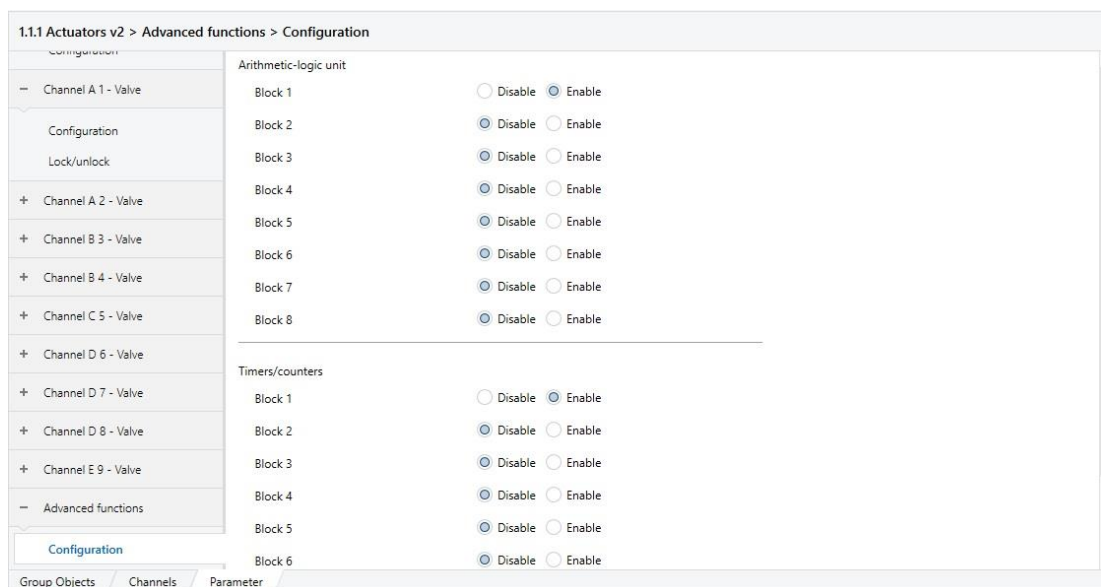 1.1.1 Actuators v2 > Advanced functions > Configuration
Configuration
− Channel A 1 - Valve
Configuration
Lock/unlock
+ Channel A 2 - Valve
+ Channel B 3 - Valve
+ Channel B 4 - Valve
+ Channel C 5 - Valve
+ Channel D 6 - Valve
+ Channel D 7 - Valve
+ Channel D 8 - Valve
+ Channel E 9 - Valve
− Advanced functions
Configuration
Arithmetic-logic unit
Block 1 Disable Enable
Block 2 Disable Enable
Block 3 Disable Enable
Block 4 Disable Enable
Block 5 Disable Enable
Block 6 Disable Enable
Block 7 Disable Enable
Block 8 Disable Enable
Timers/counters
Block 1 Disable Enable
Block 2 Disable Enable
Block 3 Disable Enable
Block 4 Disable Enable
Block 5 Disable Enable
Block 6 Disable Enable
Group Objects Channels Parameter